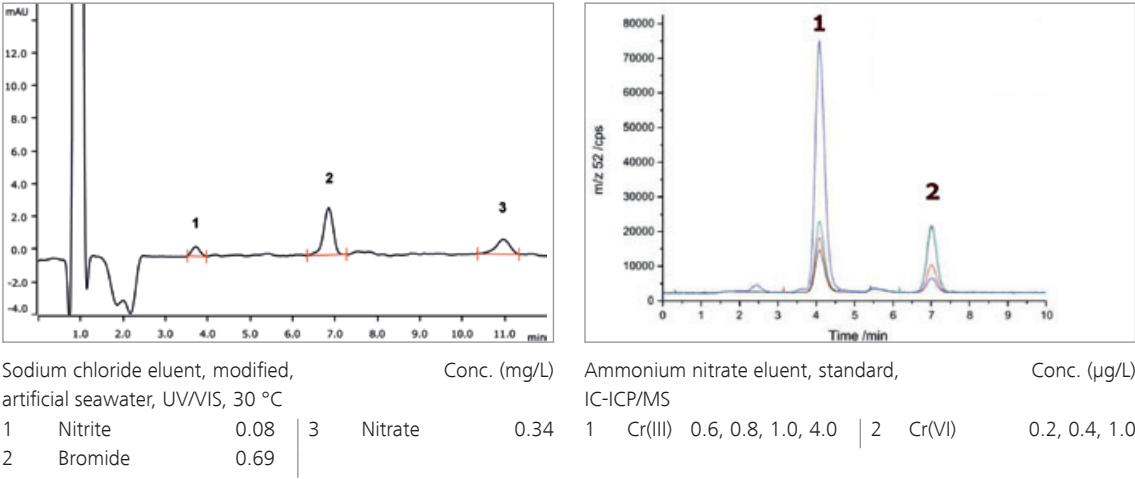 mAU
12.0
10.0
8.0
6.0
4.0
2.0
0.0
-2.0
-4.0
1
2
3
1.0 2.0 3.0 4.0 5.0 6.0 7.0 8.0 9.0 10.0 11.0 min
Sodium chloride eluent, modified, Conc. (mg/L)
artificial seawater, UV/VIS, 30 °C
1 Nitrite 0.08 3 Nitrate 0.34
2 Bromide 0.69
m/z 52 /cps
80000
70000
60000
50000
40000
30000
20000
10000
0
1
2
0 1 2 3 4 5 6 7 8 9 10
Time /min
Ammonium nitrate eluent, standard, Conc. (µg/L)
IC-ICP/MS
1 Cr(III) 0.6, 0.8, 1.0, 4.0 2 Cr(VI) 0.2, 0.4, 1.0